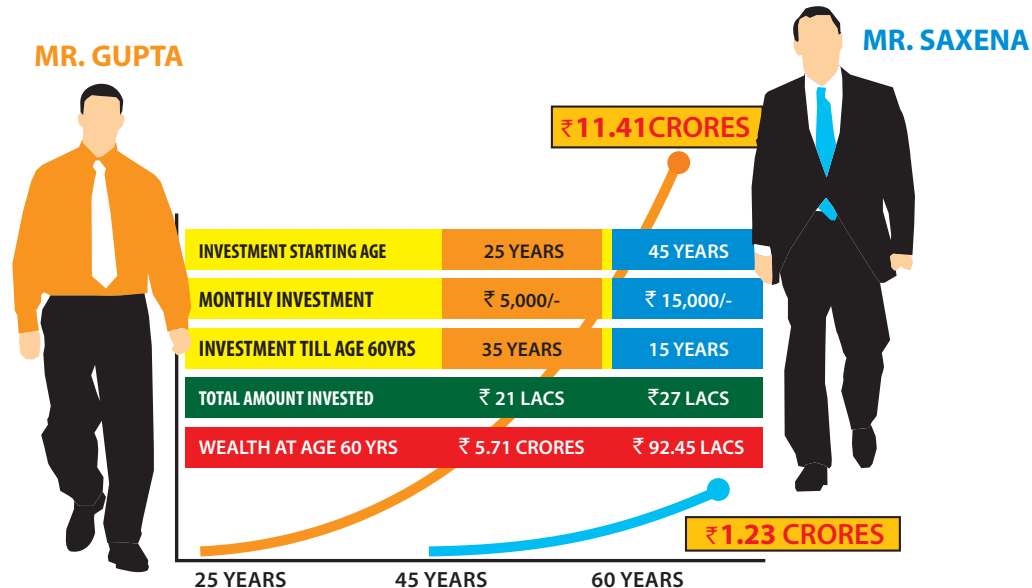 MR. GUPTA
MR. SAXENA
₹11.41CRORES
INVESTMENT STARTING AGE 25 YEARS 45 YEARS
MONTHLY INVESTMENT ₹ 5,000/- ₹ 15,000/-
INVESTMENT TILL AGE 60YRS 35 YEARS 15 YEARS
TOTAL AMOUNT INVESTED ₹ 21 LACS ₹27 LACS
WEALTH AT AGE 60 YRS ₹ 5.71 CRORES ₹ 92.45 LACS
₹1.23 CRORES
25 YEARS 45 YEARS 60 YEARS